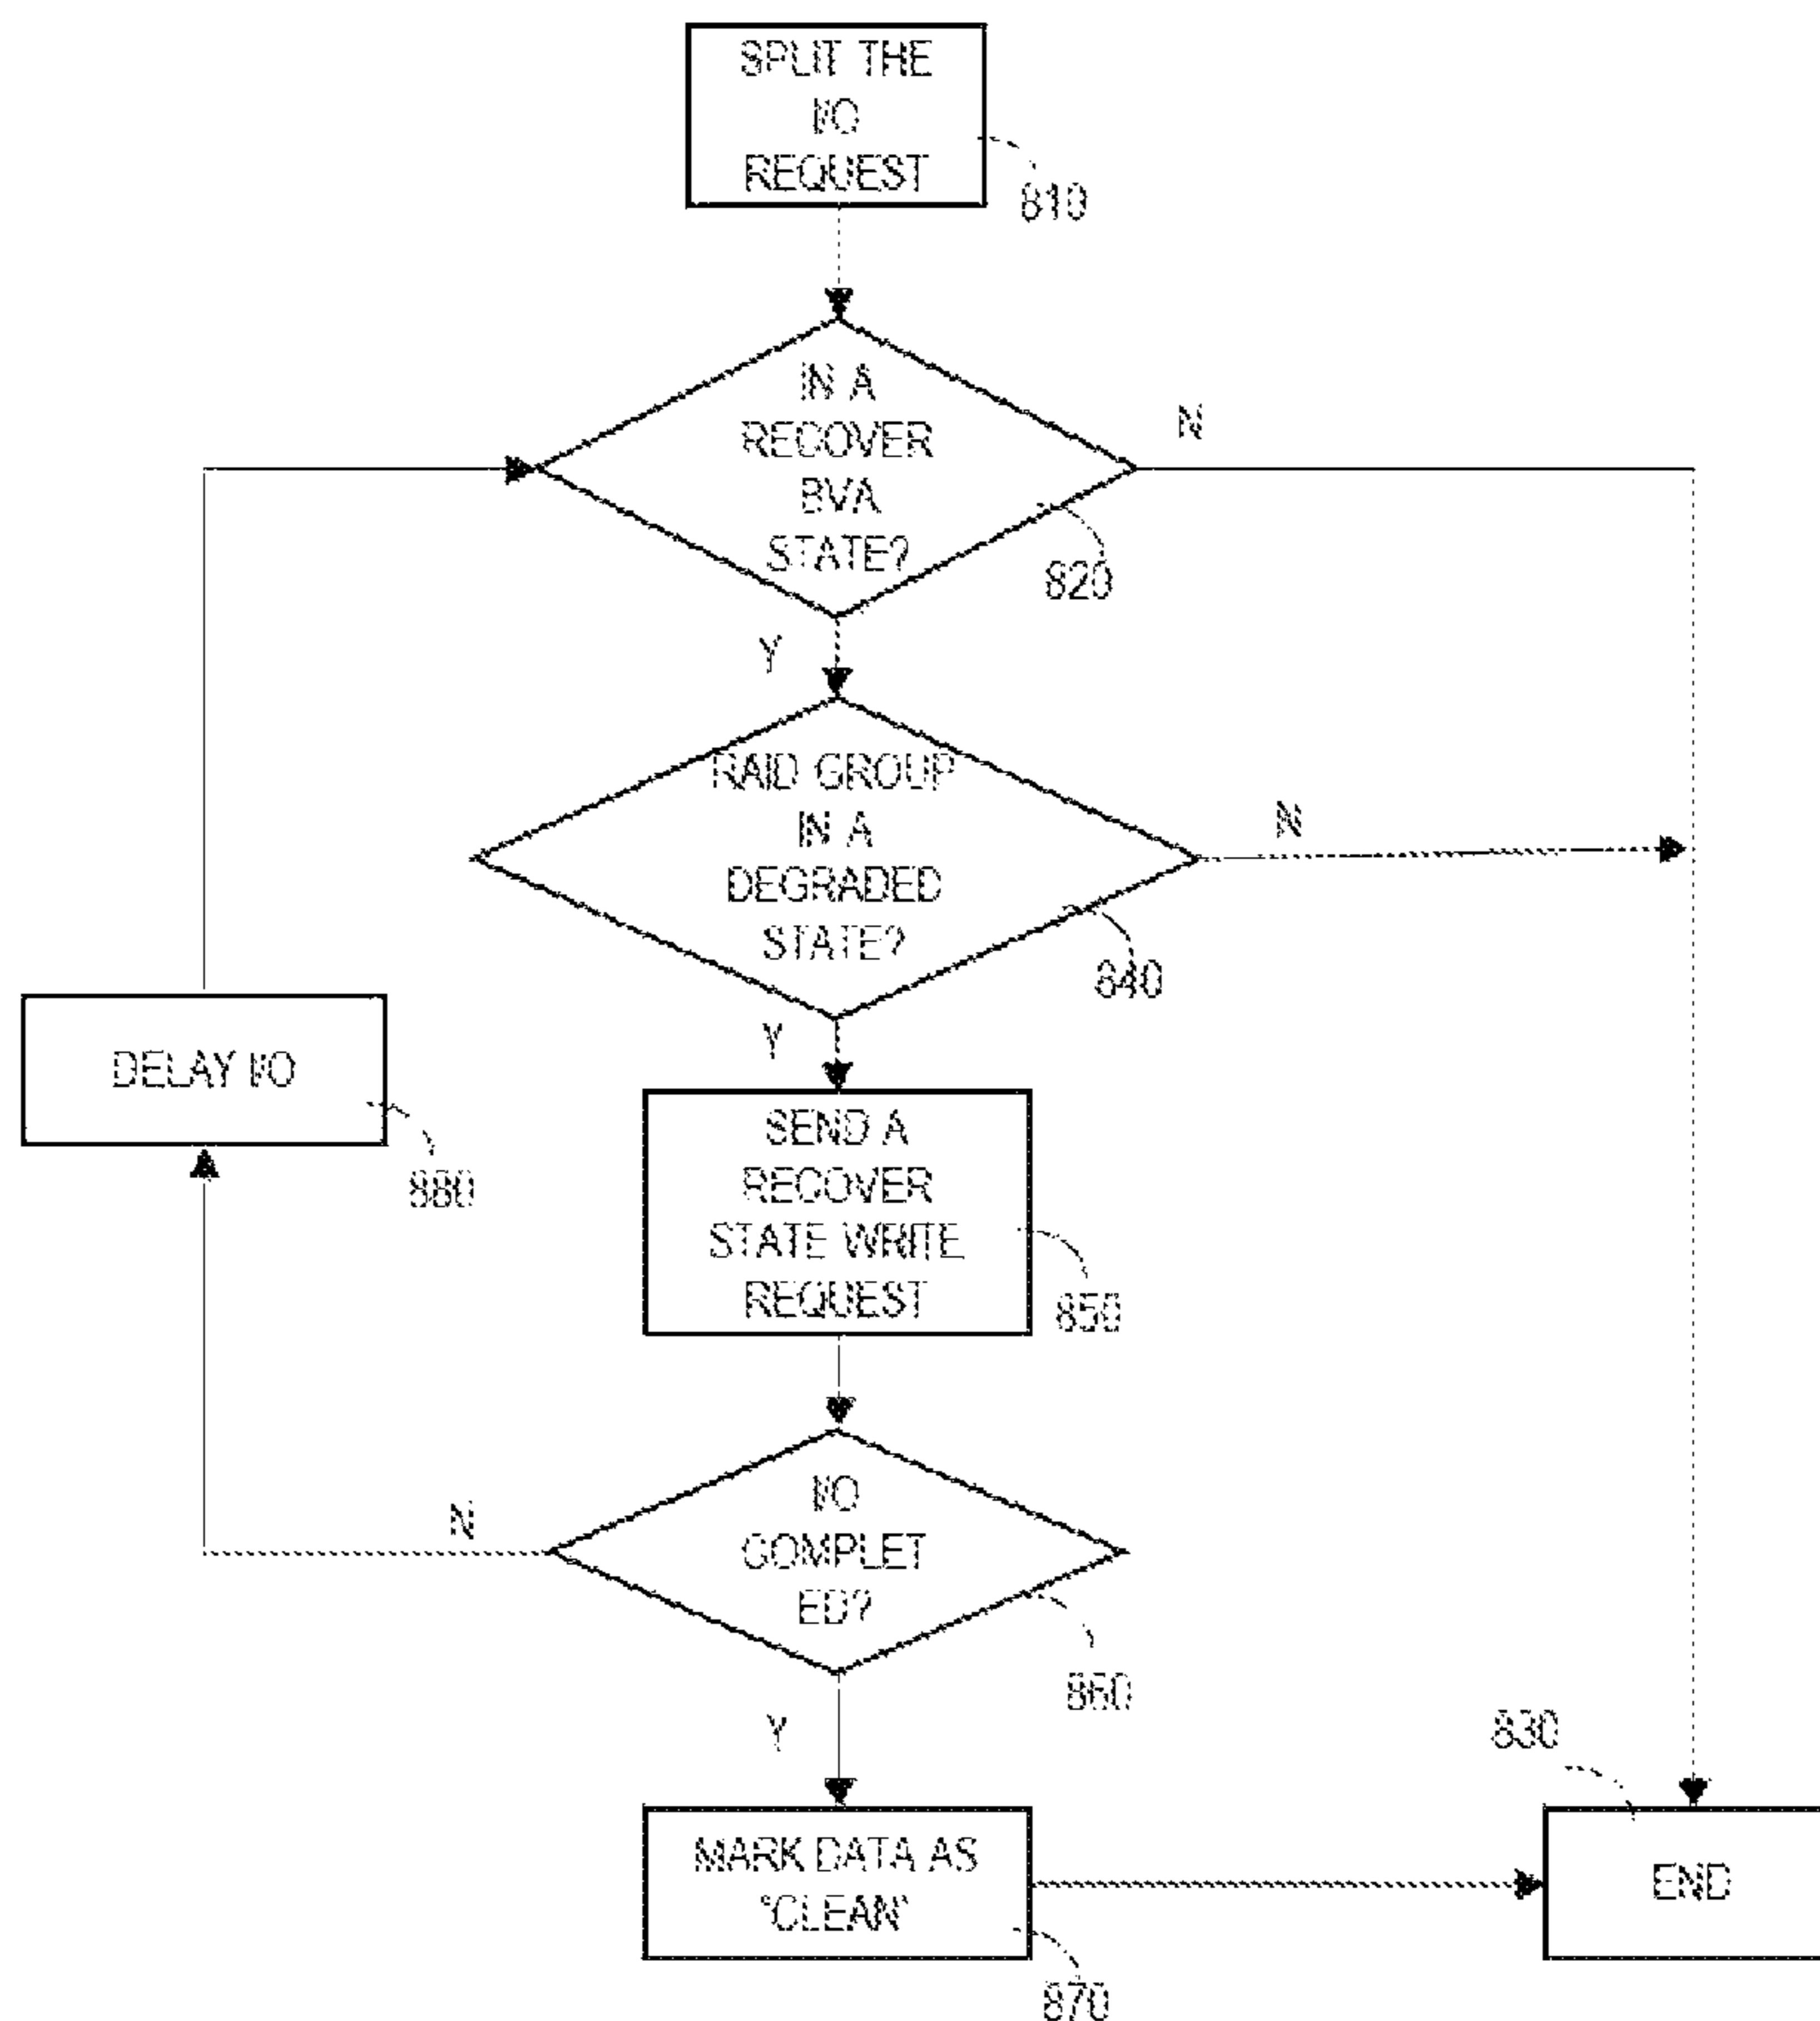 SPLIT THE
I/O
REQUEST
810
IN A
RECOVER
BVA
STATE?
N
820
Y
RAID GROUP
IN A
DEGRADED
STATE?
N
840
Y
DELAY I/O
880
SEND A
RECOVER
STATE WRITE
REQUEST
850
I/O
COMPLET
ED?
N
860
Y
830
MARK DATA AS
"CLEAN"
870
END